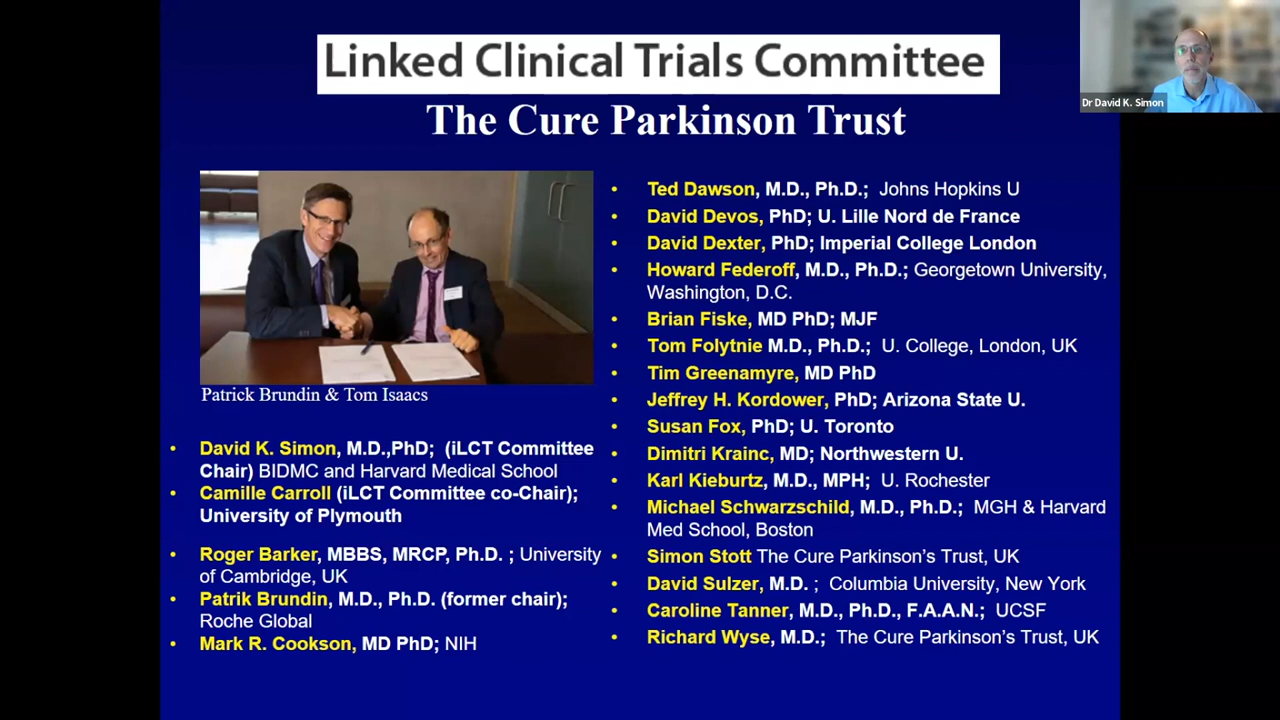 Linked Clinical Trials Committee
The Cure Parkinson Trust
Dr David K. Simon
Patrick Brundin & Tom Isaacs
• David K. Simon, M.D.,PhD; (iLCT Committee
Chair) BIDMC and Harvard Medical School
• Camille Carroll (iLCT Committee co-Chair);
University of Plymouth
• Roger Barker, MBBS, MRCP, Ph.D. ; University
of Cambridge, UK
• Patrik Brundin, M.D., Ph.D. (former chair);
Roche Global
• Mark R. Cookson, MD PhD; NIH
• Ted Dawson, M.D., Ph.D.; Johns Hopkins U
• David Devos, PhD; U. Lille Nord de France
• David Dexter, PhD; Imperial College London
• Howard Federoff, M.D., Ph.D.; Georgetown University,
Washington, D.C.
• Brian Fiske, MD PhD; MJF
• Tom Folytnie M.D., Ph.D.; U. College, London, UK
• Tim Greenamyre, MD PhD
• Jeffrey H. Kordower, PhD; Arizona State U.
• Susan Fox, PhD; U. Toronto
• Dimitri Krainc, MD; Northwestern U.
• Karl Kieburtz, M.D., MPH; U. Rochester
• Michael Schwarzschild, M.D., Ph.D.; MGH & Harvard
Med School, Boston
• Simon Stott The Cure Parkinson's Trust, UK
• David Sulzer, M.D. ; Columbia University, New York
• Caroline Tanner, M.D., Ph.D., F.A.A.N.; UCSF
• Richard Wyse, M.D.; The Cure Parkinson's Trust, UK